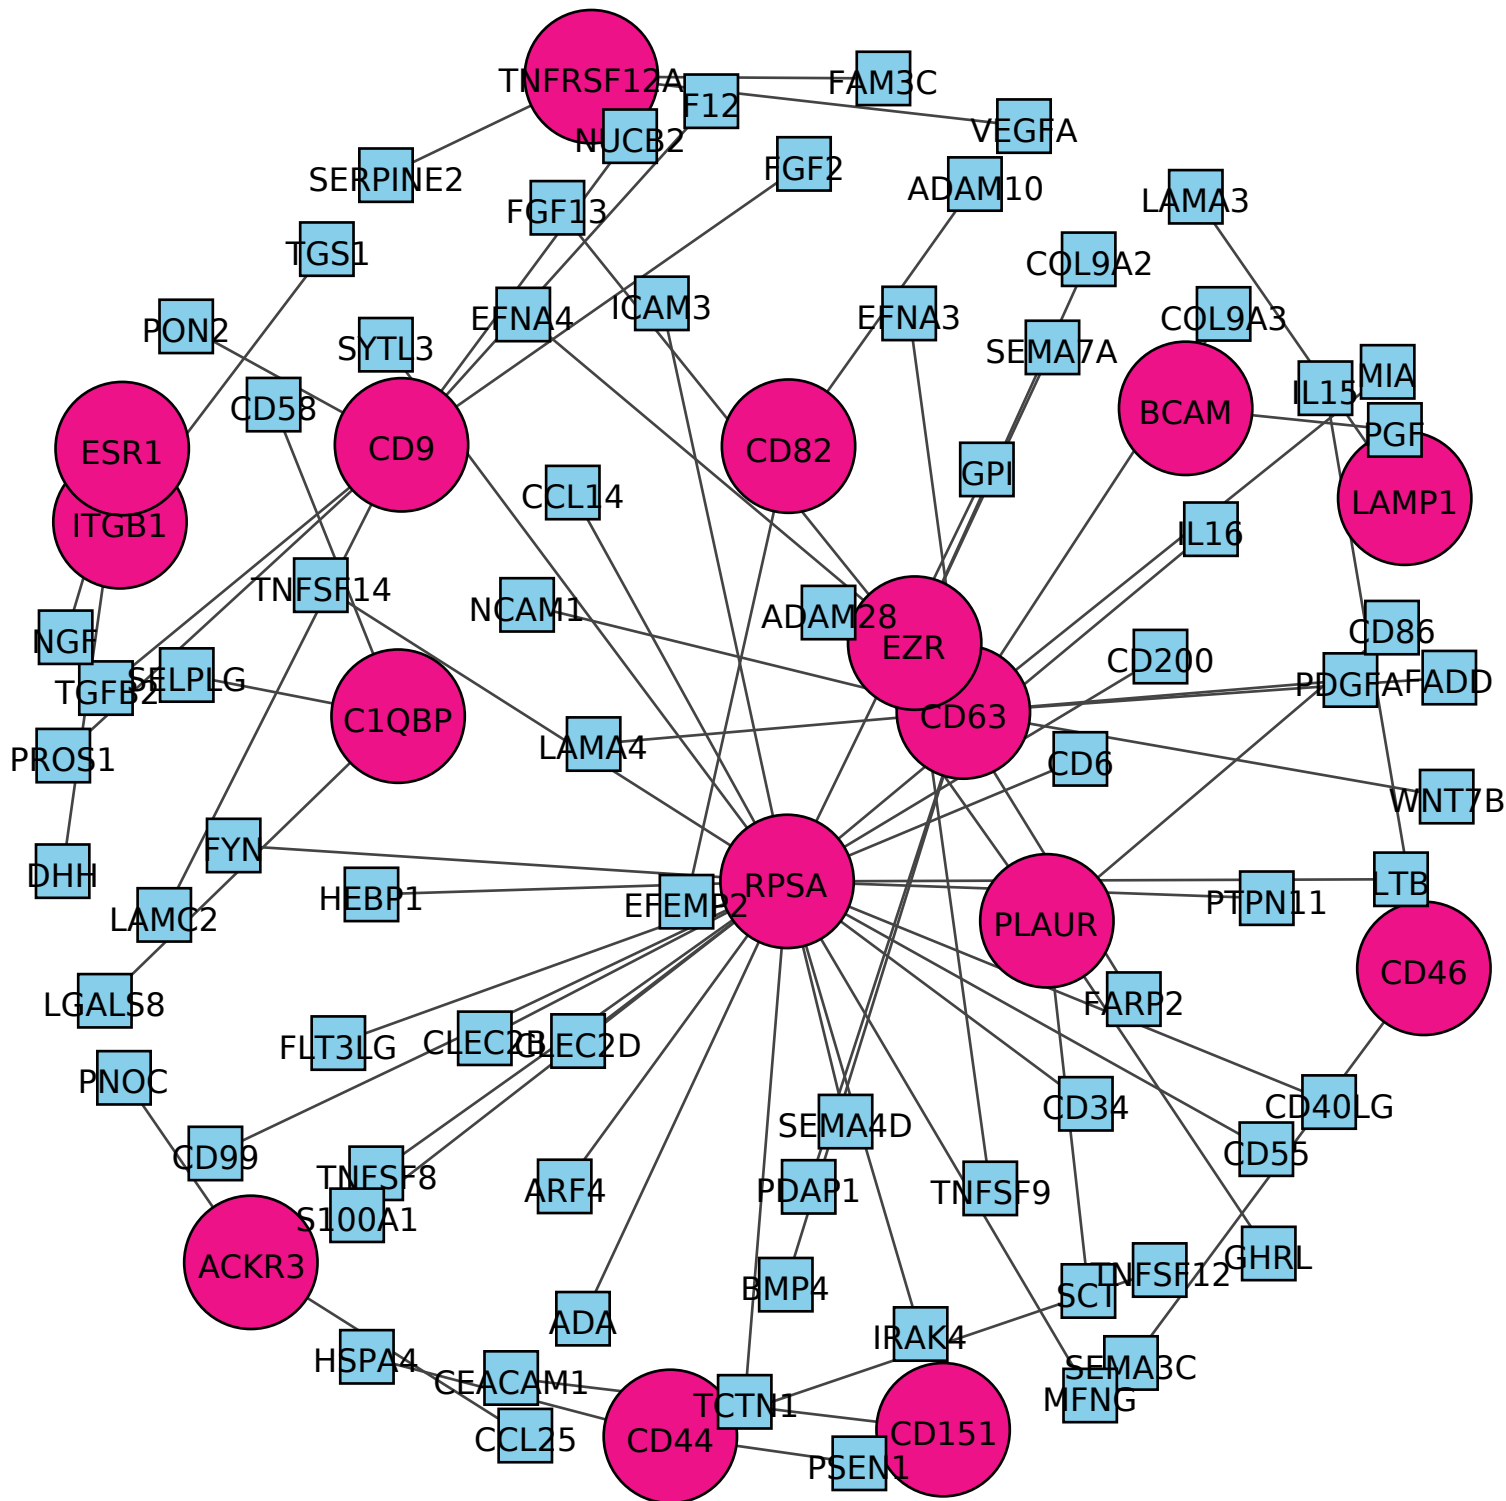 TNFRSF12A
FAM3C
F12
VEGFA
NUCB2
FGF2
SERPINE2
ADAM10
LAMA3
FGF13
TGS1
COL9A2
PON2
EFNA4
ICAM3
EFNA3
COL9A3
SYTL3
SEMA7A
MIA
IL15
CD58
BCAM
PGF
ESR1
CD9
CD82
GPI
CCL14
LAMP1
ITGB1
IL16
TNFSF14
NCAM1
ADAM28
CD86
NGF
EZR
CD200
TGFB2
SELPLG
PDGFA
FADD
C1QBP
CD63
LAMA4
PROS1
CD6
WNT7B
FYN
DHH
RPSA
LTB
HEBP1
EFEMP2
PTPN11
LAMC2
PLAUR
CD46
LGALS8
FARP2
FLT3LG
CLEC2B
CLEC2D
PNOC
CD34
CD40LG
SEMA4D
CD99
CD55
TNFSF8
ARF4
PDAP1
TNFSF9
S100A1
ACKR3
GHRL
TNFSF12
BMP4
SCT
ADA
IRAK4
HSPA4
SEMA3C
CEACAM1
MFNG
TCTN1
CCL25
CD44
CD151
PSEN1